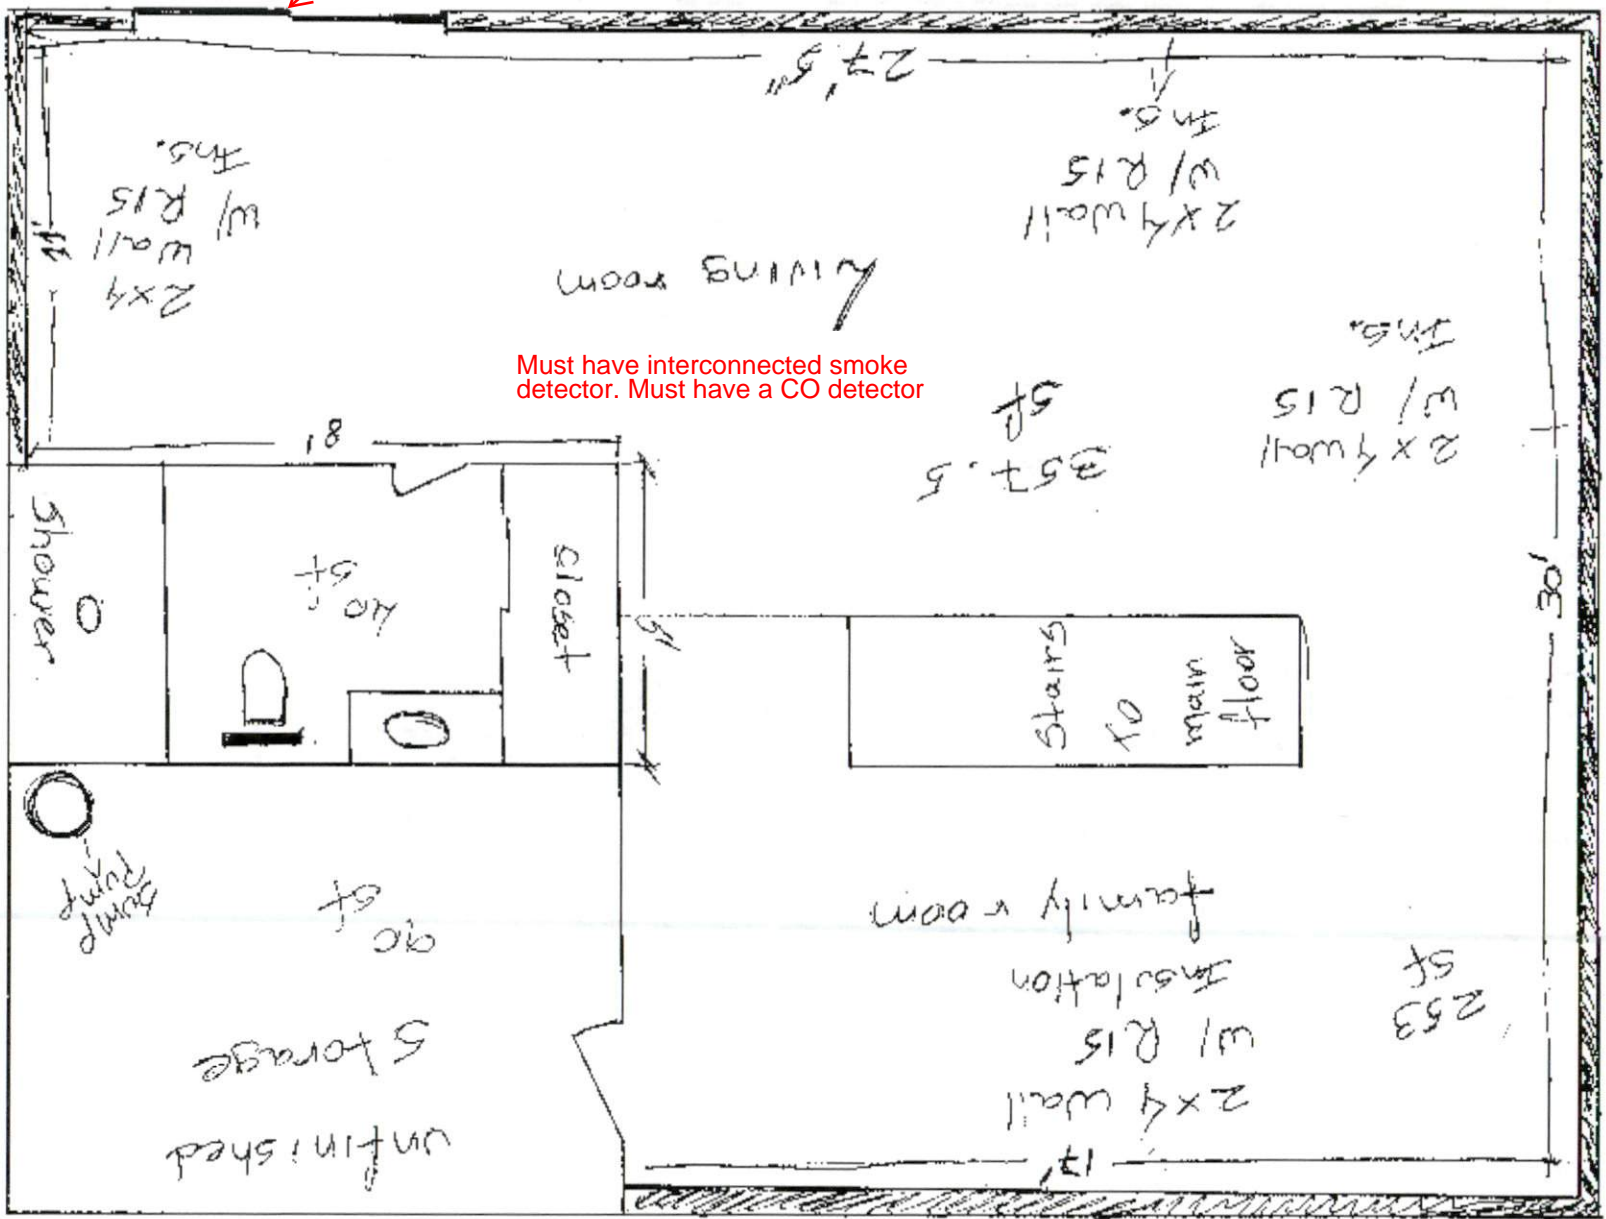 27'5"
2x4 wall
w/ R15
Ins.
2x4
wall
w/ R15
Ins.
11'
Living room
2x4 wall
w/ R15
Ins.
Must have interconnected smoke
detector. Must have a CO detector
357.5
sf
8'
Shower
40
sf
Closet
5'
Stairs
to
main
floor
30'
Sump
Pump
90
sf
unfinished
Storage
family room
2x4 wall
w/ R15
Insulation
253
sf
17'